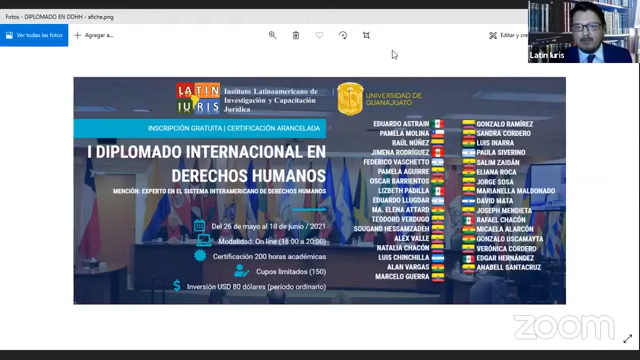 Fotos - DIPLOMADO EN DDHH - afiche.png
Ver todas las fotos
Agregar a...
Editar y cre
Latin Iuris
LATIN
IURIS
Instituto Latinoamericano de
Investigación y Capacitación
Jurídica
UNIVERSIDAD DE
GUANAJUATO
INSCRIPCIÓN GRATUITA | CERTIFICACIÓN ARANCELADA
I DIPLOMADO INTERNACIONAL EN
DERECHOS HUMANOS
MENCIÓN: EXPERTO EN EL SISTEMA INTERAMERICANO DE DERECHOS HUMANOS
Del 26 de mayo al 18 de junio / 2021
Modalidad: On line (18:00 a 20:00)
Certificación 200 horas académicas
Cupos limitados (150)
Inversión USD 80 dólares (período ordinario)
EDUARDO ASTRAIN
PAMELA MOLINA
RAÚL NÚÑEZ
JIMENA RODRÍGUEZ
FEDERICO VASCHETTO
PAMELA AGUIRRE
OSCAR BARRIENTOS
LIZBETH PADILLA
EDUARDO LLUGDAR
MA. ELENA ATTARD
TEODORO VERDUGO
SOUGAND HESSAMZADEH
ALEX VALLE
NATALIA CHACÓN
LUIS CHINCHILLA
ALAN VARGAS
MARCELO GUERRA
GONZALO RAMÍREZ
SANDRA CORDERO
LUIS INARRA
PAULA SIVERINO
SALIM ZAIDÁN
ELIANA ROCA
JORGE SOSA
MARIANELLA MALDONADO
DAVID MATA
JOSEPH MENDIETA
RAFAEL CHACÓN
MICAELA ALARCÓN
GONZALO USCAMAYTA
VERÓNICA CORDERO
EDGAR HERNÁNDEZ
ANABELL SANTACRUZ
zoom